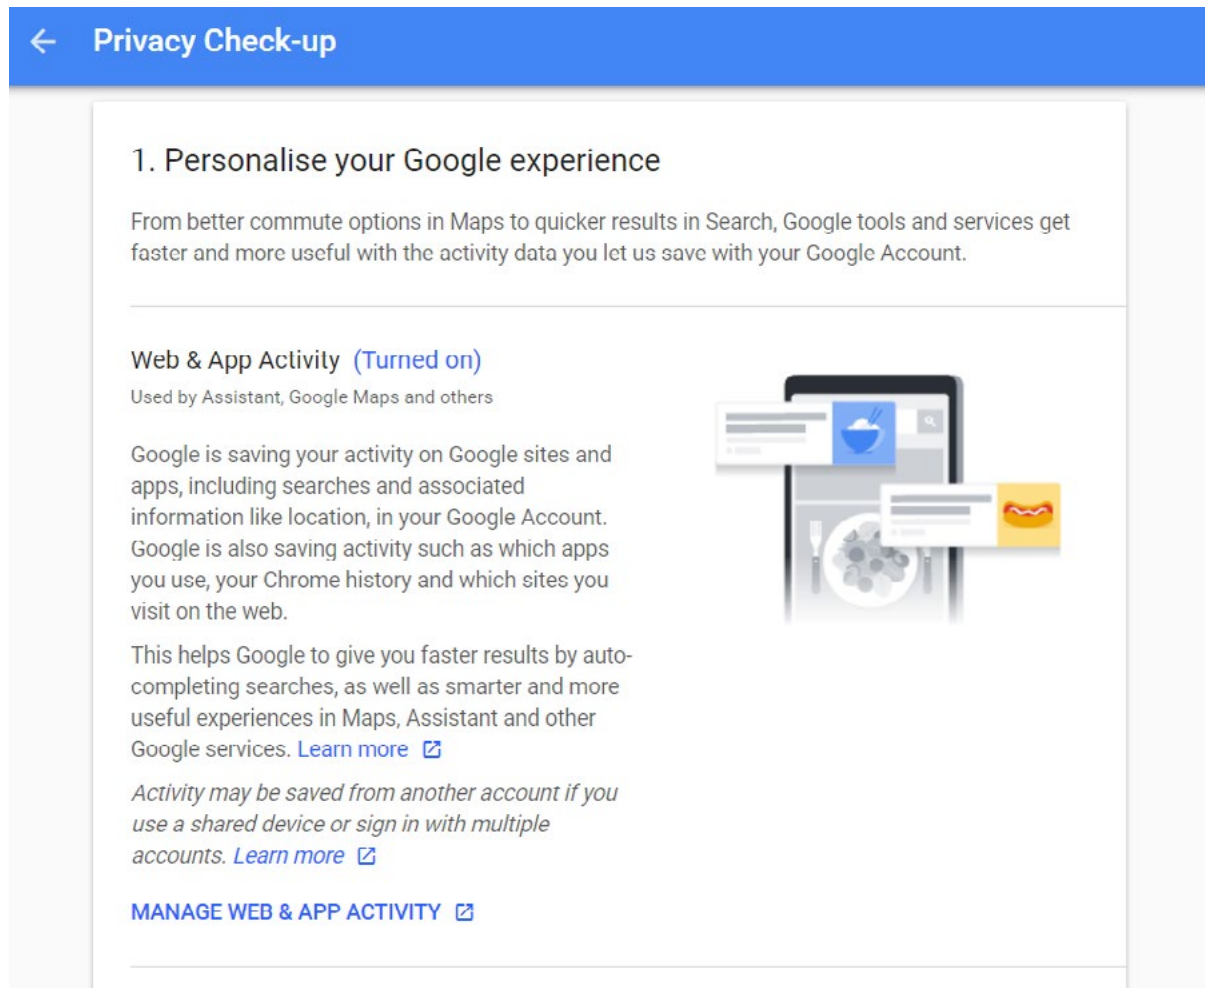 Privacy Check-up
1. Personalise your Google experience
From better commute options in Maps to quicker results in Search, Google tools and services get
faster and more useful with the activity data you let us save with your Google Account.
Web & App Activity (Turned on)
Used by Assistant, Google Maps and others
Google is saving your activity on Google sites and
apps, including searches and associated
information like location, in your Google Account.
Google is also saving activity such as which apps
you use, your Chrome history and which sites you
visit on the web.
This helps Google to give you faster results by auto-
completing searches, as well as smarter and more
useful experiences in Maps, Assistant and other
Google services. Learn more
Activity may be saved from another account if you
use a shared device or sign in with multiple
accounts. Learn more
MANAGE WEB & APP ACTIVITY